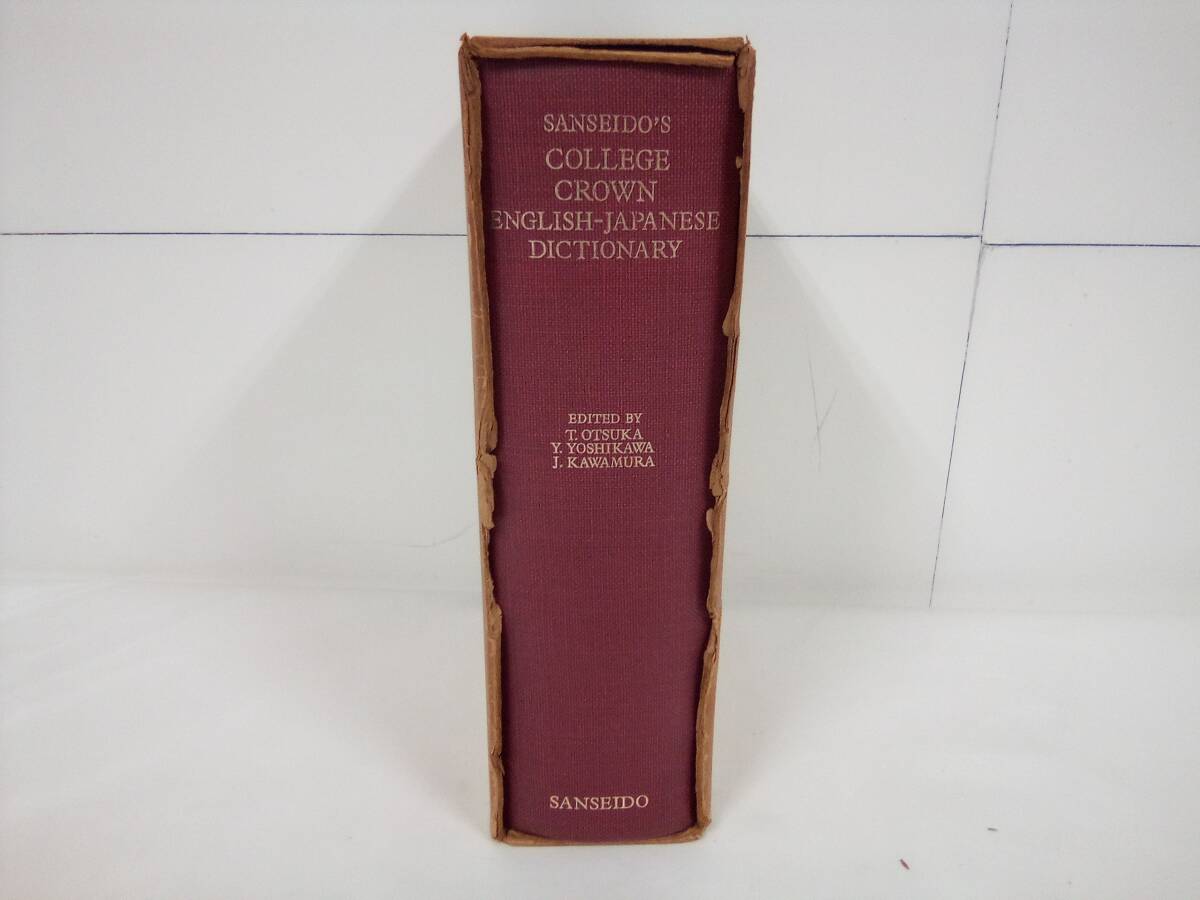 SANSEIDO'S
COLLEGE
CROWN
ENGLISH-JAPANESE
DICTIONARY
EDITED BY
T. OTSUKA
Y. YOSHIKAWA
J. KAWAMURA
SANSEIDO